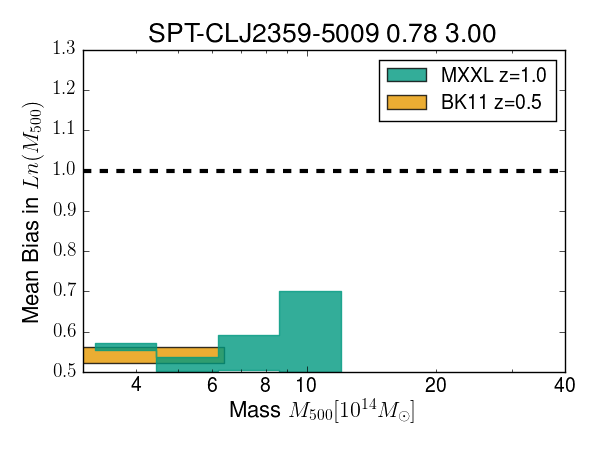 SPT-CLJ2359-5009 0.78 3.00
MXXL z=1.0
BK11 z=0.5
Mean Bias in Ln(M₅₀₀)
1.3
1.2
1.1
1.0
0.9
0.8
0.7
0.6
0.5
4 6 8 10 20 40
Mass M₅₀₀[10¹⁴M⊙]